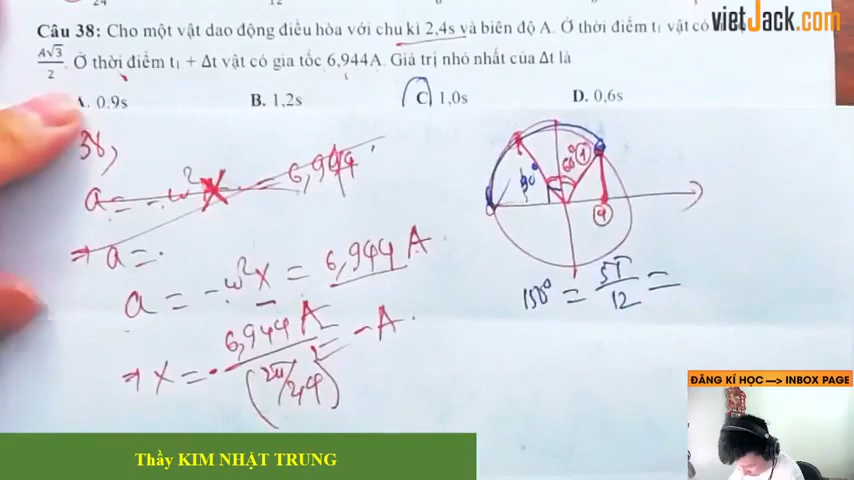 24
12
vietJack.com
Câu 38: Cho một vật dao động điều hòa với chu kì 2,4s và biên độ A. Ở thời điểm t₁ vật có
A√3/2. Ở thời điểm t₁ + Δt vật có gia tốc 6,944A. Giá trị nhỏ nhất của Δt là
A. 0,9s B. 1,2s C. 1,0s D. 0,6s
38,
a = -ω²x = 6,944
⇒ a =
a = -ω²x = 6,944 A
⇒ x = - 6,944 A / (2π/2,4)² = -A.
90° 60°
150° = 5T/12 =
ĐĂNG KÍ HỌC —> INBOX PAGE
Thầy KIM NHẬT TRUNG